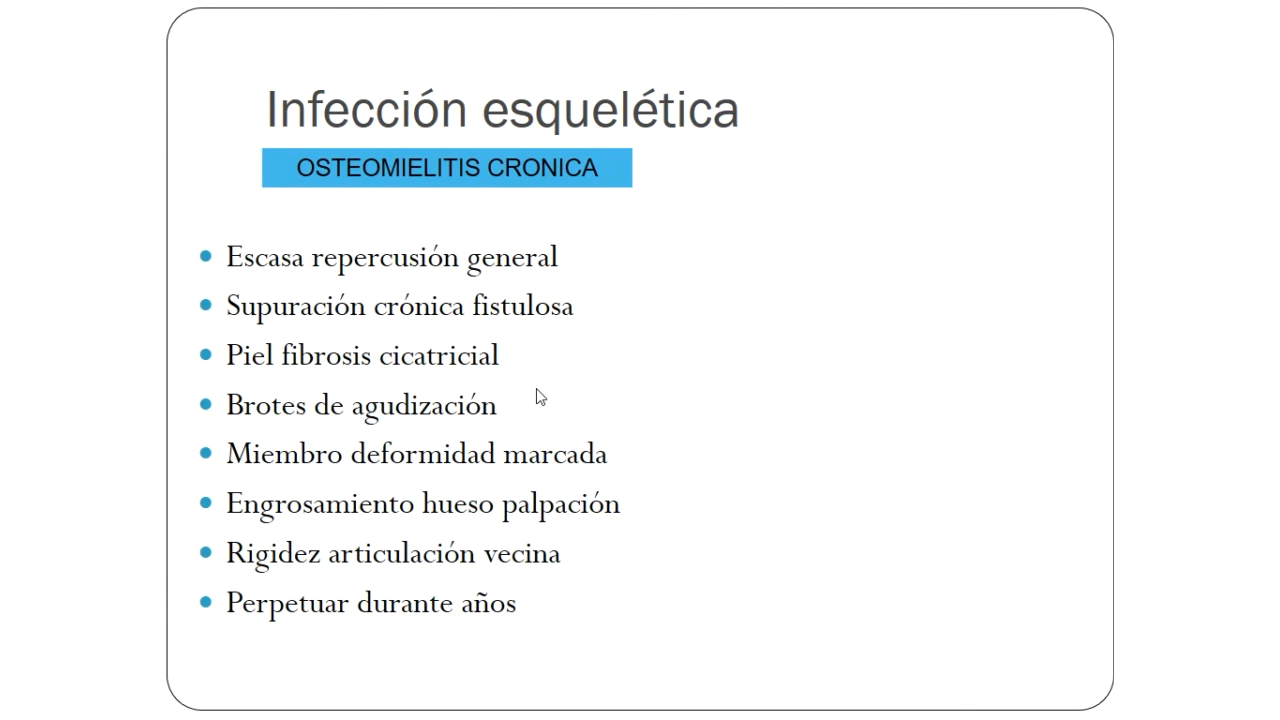 Infección esquelética
OSTEOMIELITIS CRONICA
Escasa repercusión general
Supuración crónica fistulosa
Piel fibrosis cicatricial
Brotes de agudización
Miembro deformidad marcada
Engrosamiento hueso palpación
Rigidez articulación vecina
Perpetuar durante años